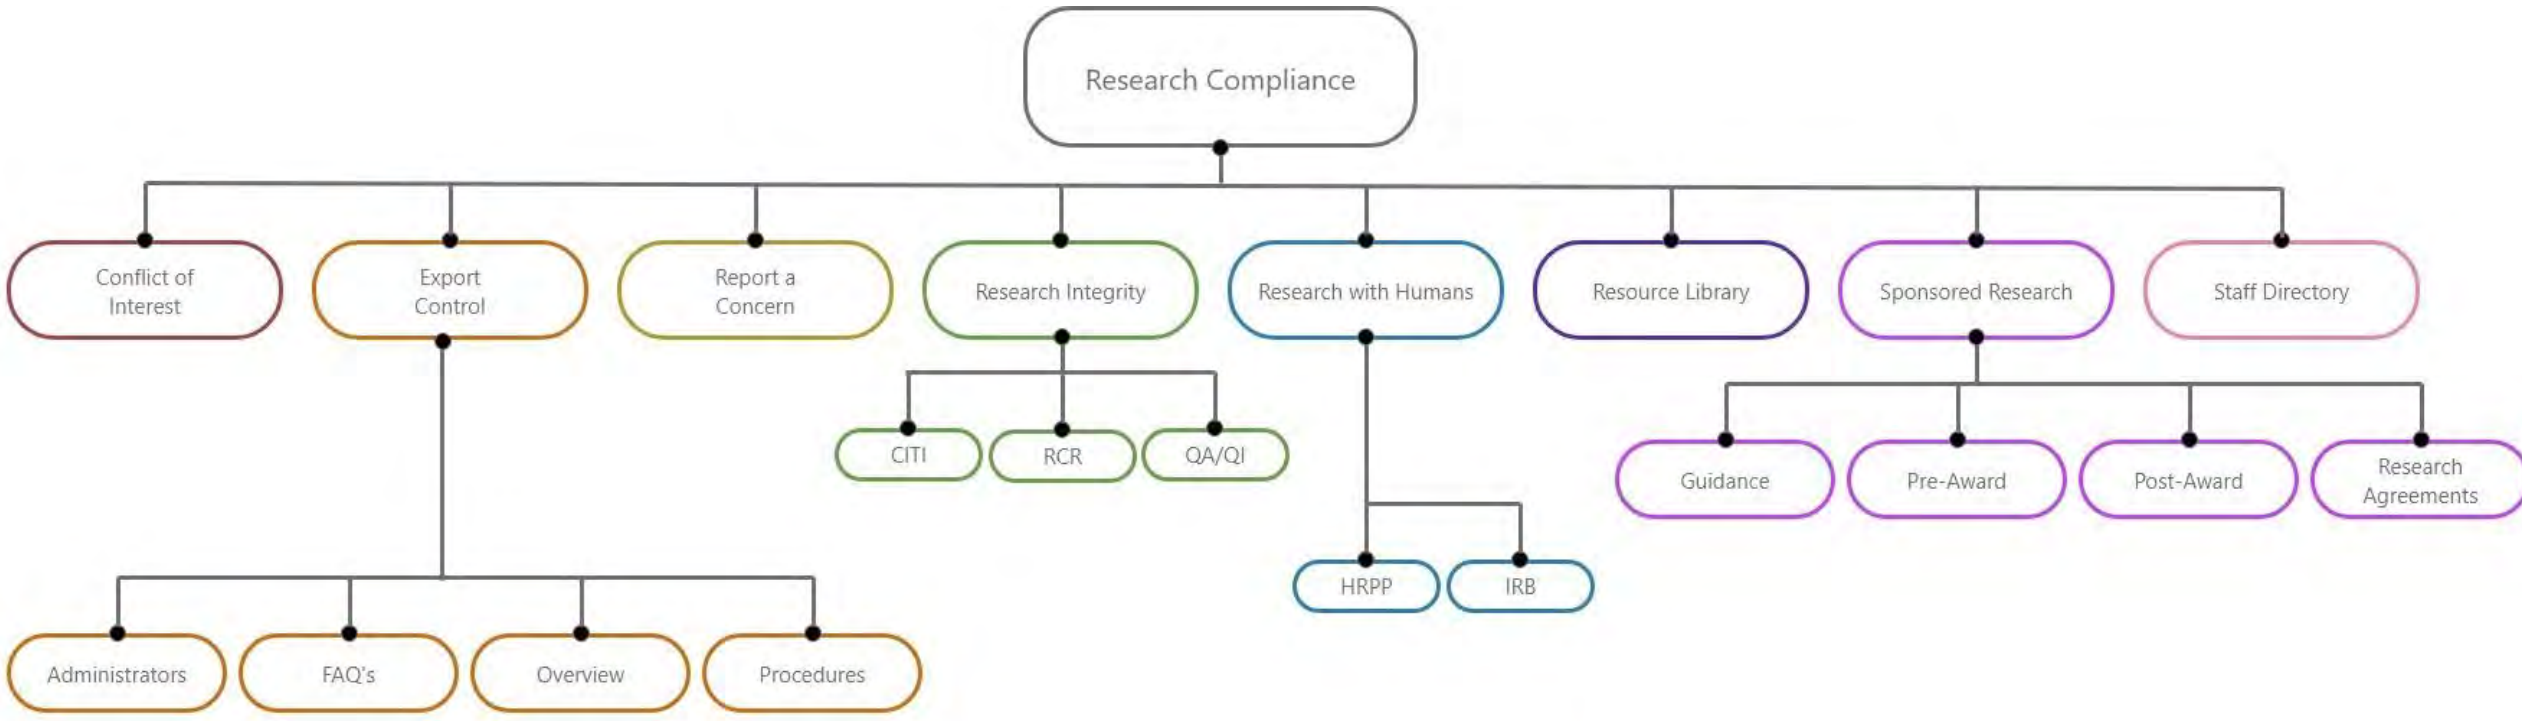 Research Compliance
Conflict of
Interest
Export
Control
Report a
Concern
Research Integrity
Research with Humans
Resource Library
Sponsored Research
Staff Directory
CITI
RCR
QA/QI
Guidance
Pre-Award
Post-Award
Research
Agreements
HRPP
IRB
Administrators
FAQ's
Overview
Procedures